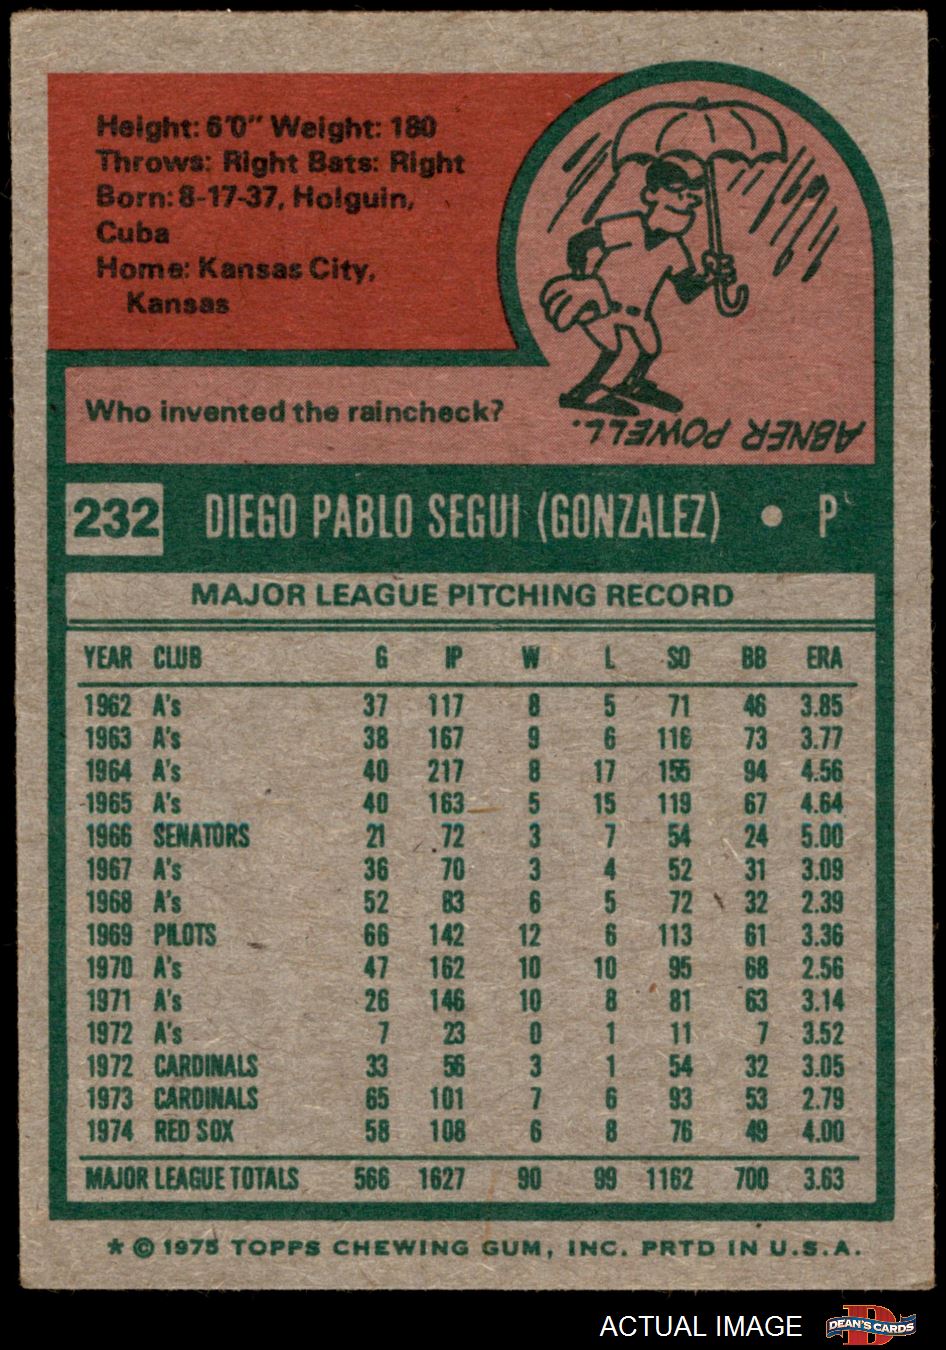 Height: 6'0" Weight: 180
Throws: Right Bats: Right
Born: 8-17-37, Holguin,
Cuba
Home: Kansas City,
Kansas
Who invented the raincheck?
ABNER POWELL.
232 DIEGO PABLO SEGUI (GONZALEZ) • P
MAJOR LEAGUE PITCHING RECORD
YEAR CLUB G IP W L SO BB ERA
1962 A's 37 117 8 5 71 46 3.85
1963 A's 38 167 9 6 116 73 3.77
1964 A's 40 217 8 17 155 94 4.56
1965 A's 40 163 5 15 119 67 4.64
1966 SENATORS 21 72 3 7 54 24 5.00
1967 A's 36 70 3 4 52 31 3.09
1968 A's 52 83 6 5 72 32 2.39
1969 PILOTS 66 142 12 6 113 61 3.36
1970 A's 47 162 10 10 95 68 2.56
1971 A's 26 146 10 8 81 63 3.14
1972 A's 7 23 0 1 11 7 3.52
1972 CARDINALS 33 56 3 1 54 32 3.05
1973 CARDINALS 65 101 7 6 93 53 2.79
1974 RED SOX 58 108 6 8 76 49 4.00
MAJOR LEAGUE TOTALS 566 1627 90 99 1162 700 3.63
* © 1975 TOPPS CHEWING GUM, INC. PRTD IN U.S.A.
ACTUAL IMAGE DEAN'S CARDS